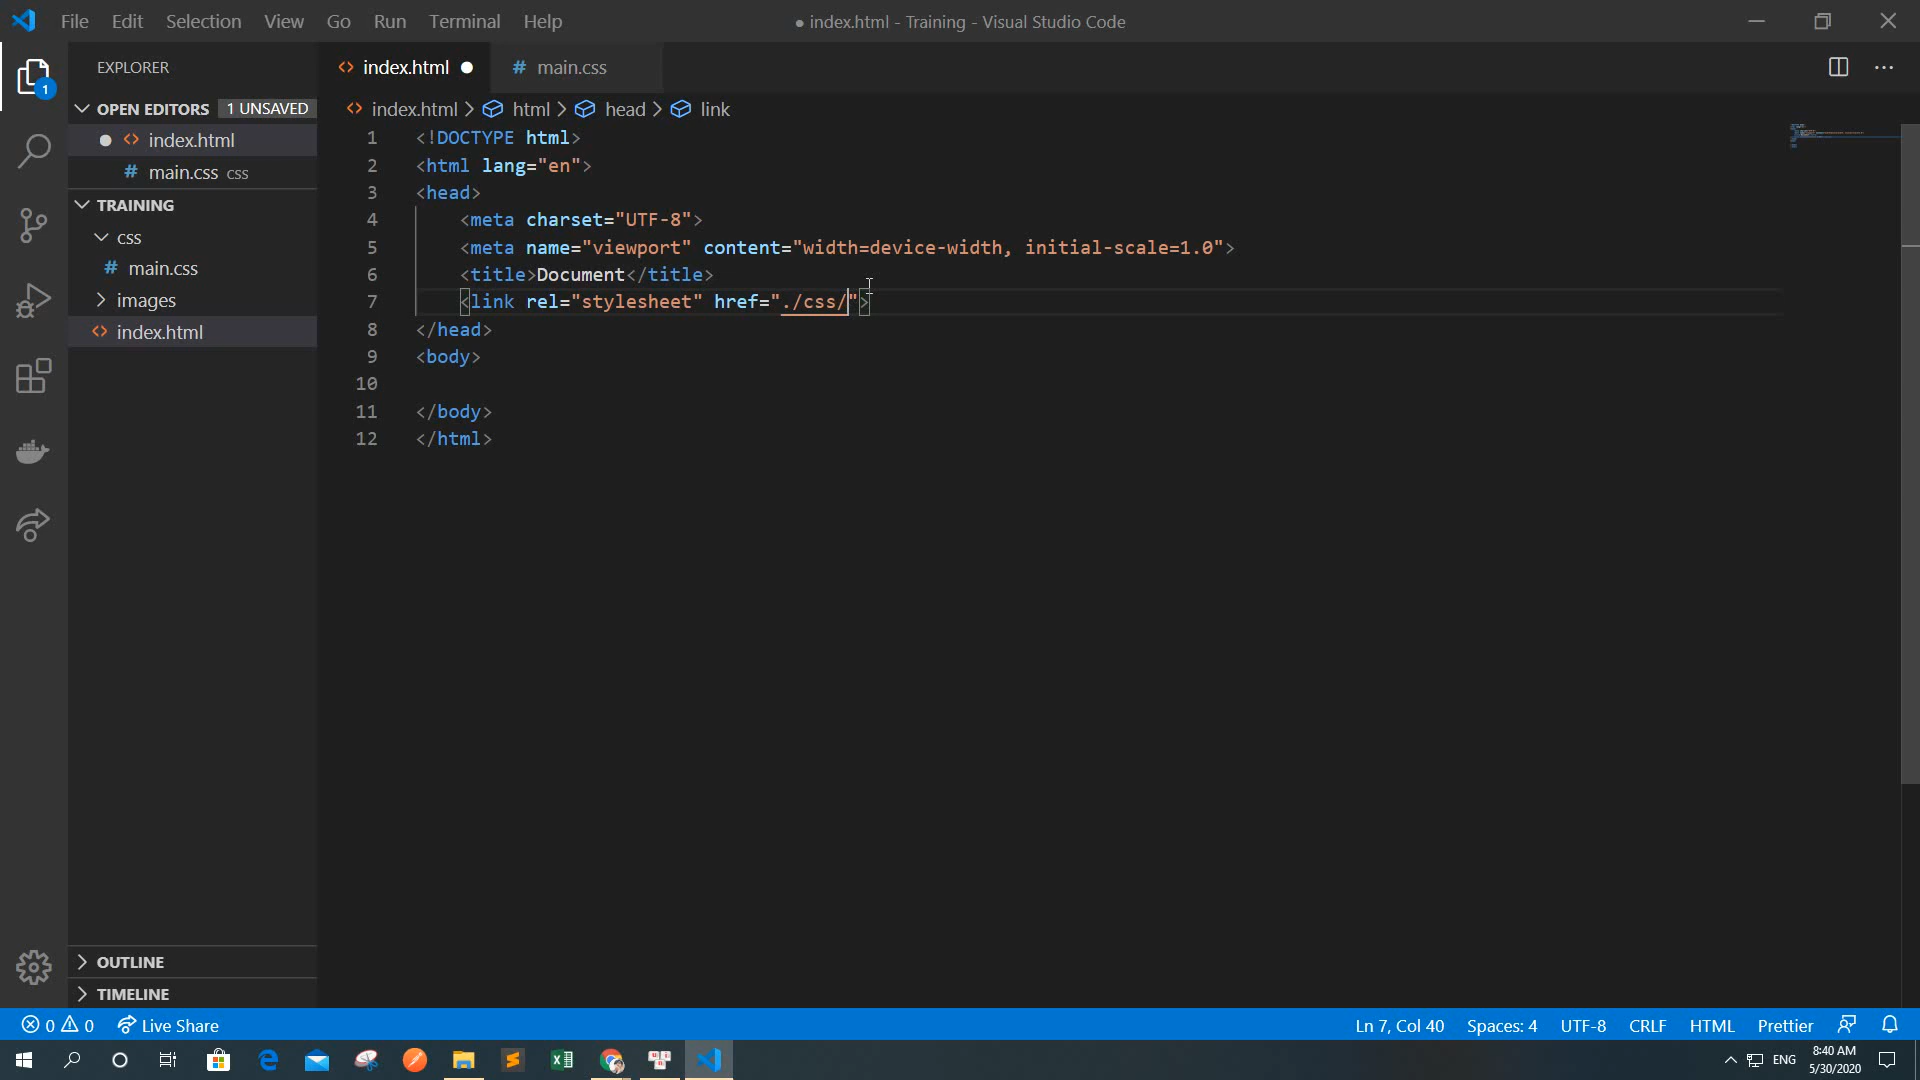 File Edit Selection View Go Run Terminal Help
● index.html - Training - Visual Studio Code
EXPLORER
OPEN EDITORS 1 UNSAVED
index.html
# main.css css
TRAINING
css
# main.css
images
index.html
1
index.html
# main.css
index.html > html > head > link
1 <!DOCTYPE html>
2 <html lang="en">
3 <head>
4 <meta charset="UTF-8">
5 <meta name="viewport" content="width=device-width, initial-scale=1.0">
6 <title>Document</title>
7 <link rel="stylesheet" href="./css/">
8 </head>
9 <body>
10
11 </body>
12 </html>
OUTLINE
TIMELINE
0 0 Live Share
Ln 7, Col 40 Spaces: 4 UTF-8 CRLF HTML Prettier
ENG
8:40 AM
5/30/2020